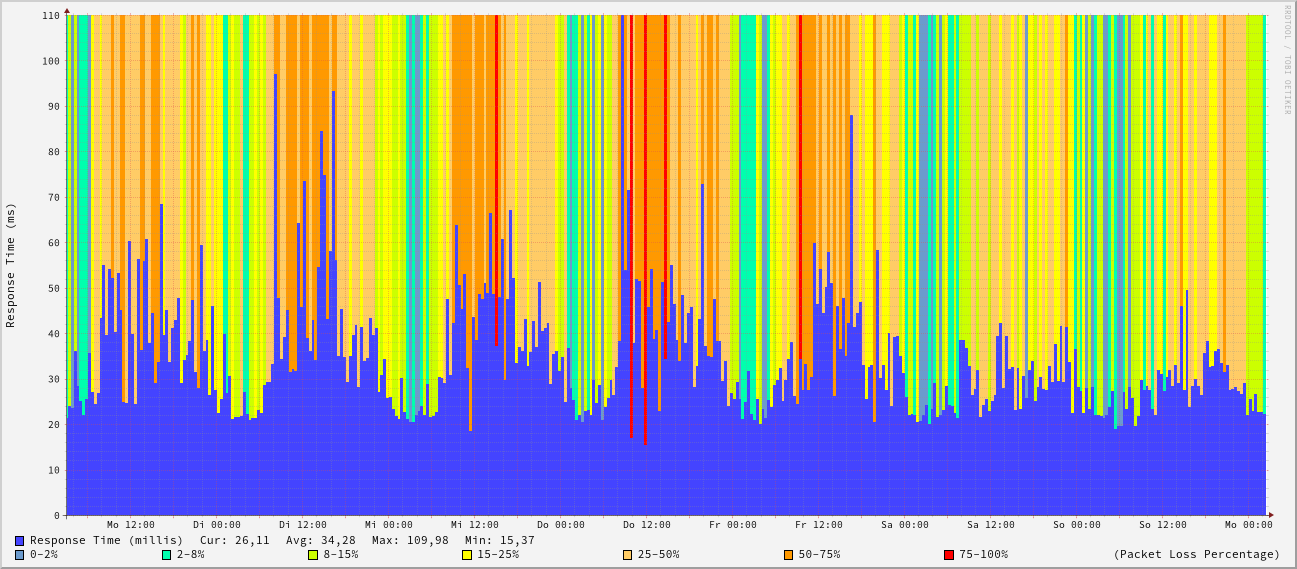 RRDTOOL / TOBI OETIKER
Response Time (ms)
110
100
90
80
70
60
50
40
30
20
10
0
Mo 12:00 Di 00:00 Di 12:00 Mi 00:00 Mi 12:00 Do 00:00 Do 12:00 Fr 00:00 Fr 12:00 Sa 00:00 Sa 12:00 So 00:00 So 12:00 Mo 00:00
Response Time (millis) Cur: 26,11 Avg: 34,28 Max: 109,98 Min: 15,37
0-2% 2-8% 8-15% 15-25% 25-50% 50-75% 75-100% (Packet Loss Percentage)